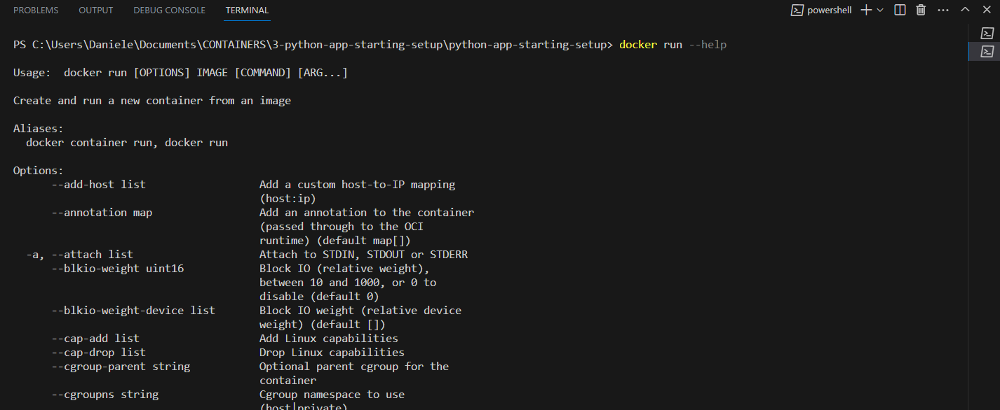 PROBLEMS OUTPUT DEBUG CONSOLE TERMINAL powershell
PS C:\Users\Daniele\Documents\CONTAINERS\3-python-app-starting-setup\python-app-starting-setup> docker run --help
Usage:  docker run [OPTIONS] IMAGE [COMMAND] [ARG...]
Create and run a new container from an image
Aliases:
  docker container run, docker run
Options:
      --add-host list                  Add a custom host-to-IP mapping
                                       (host:ip)
      --annotation map                 Add an annotation to the container
                                       (passed through to the OCI
                                       runtime) (default map[])
  -a, --attach list                    Attach to STDIN, STDOUT or STDERR
      --blkio-weight uint16            Block IO (relative weight),
                                       between 10 and 1000, or 0 to
                                       disable (default 0)
      --blkio-weight-device list       Block IO weight (relative device
                                       weight) (default [])
      --cap-add list                   Add Linux capabilities
      --cap-drop list                  Drop Linux capabilities
      --cgroup-parent string           Optional parent cgroup for the
                                       container
      --cgroupns string                Cgroup namespace to use
                                       (host|private)